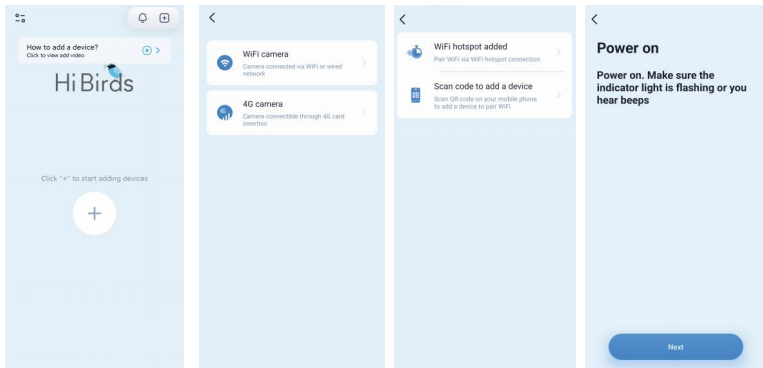 How to add a device?
Click to view add video
Hi Birds
Click "+" to start adding devices
WiFi camera
Camera connected via WiFi or wired
network
4G
4G camera
Camera connectible through 4G card
insertion
WiFi hotspot added
Pair WiFi via WiFi hotspot connection
Scan code to add a device
Scan QR code on your mobile phone
to add a device to pair WiFi
Power on
Power on. Make sure the
indicator light is flashing or you
hear beeps
Next